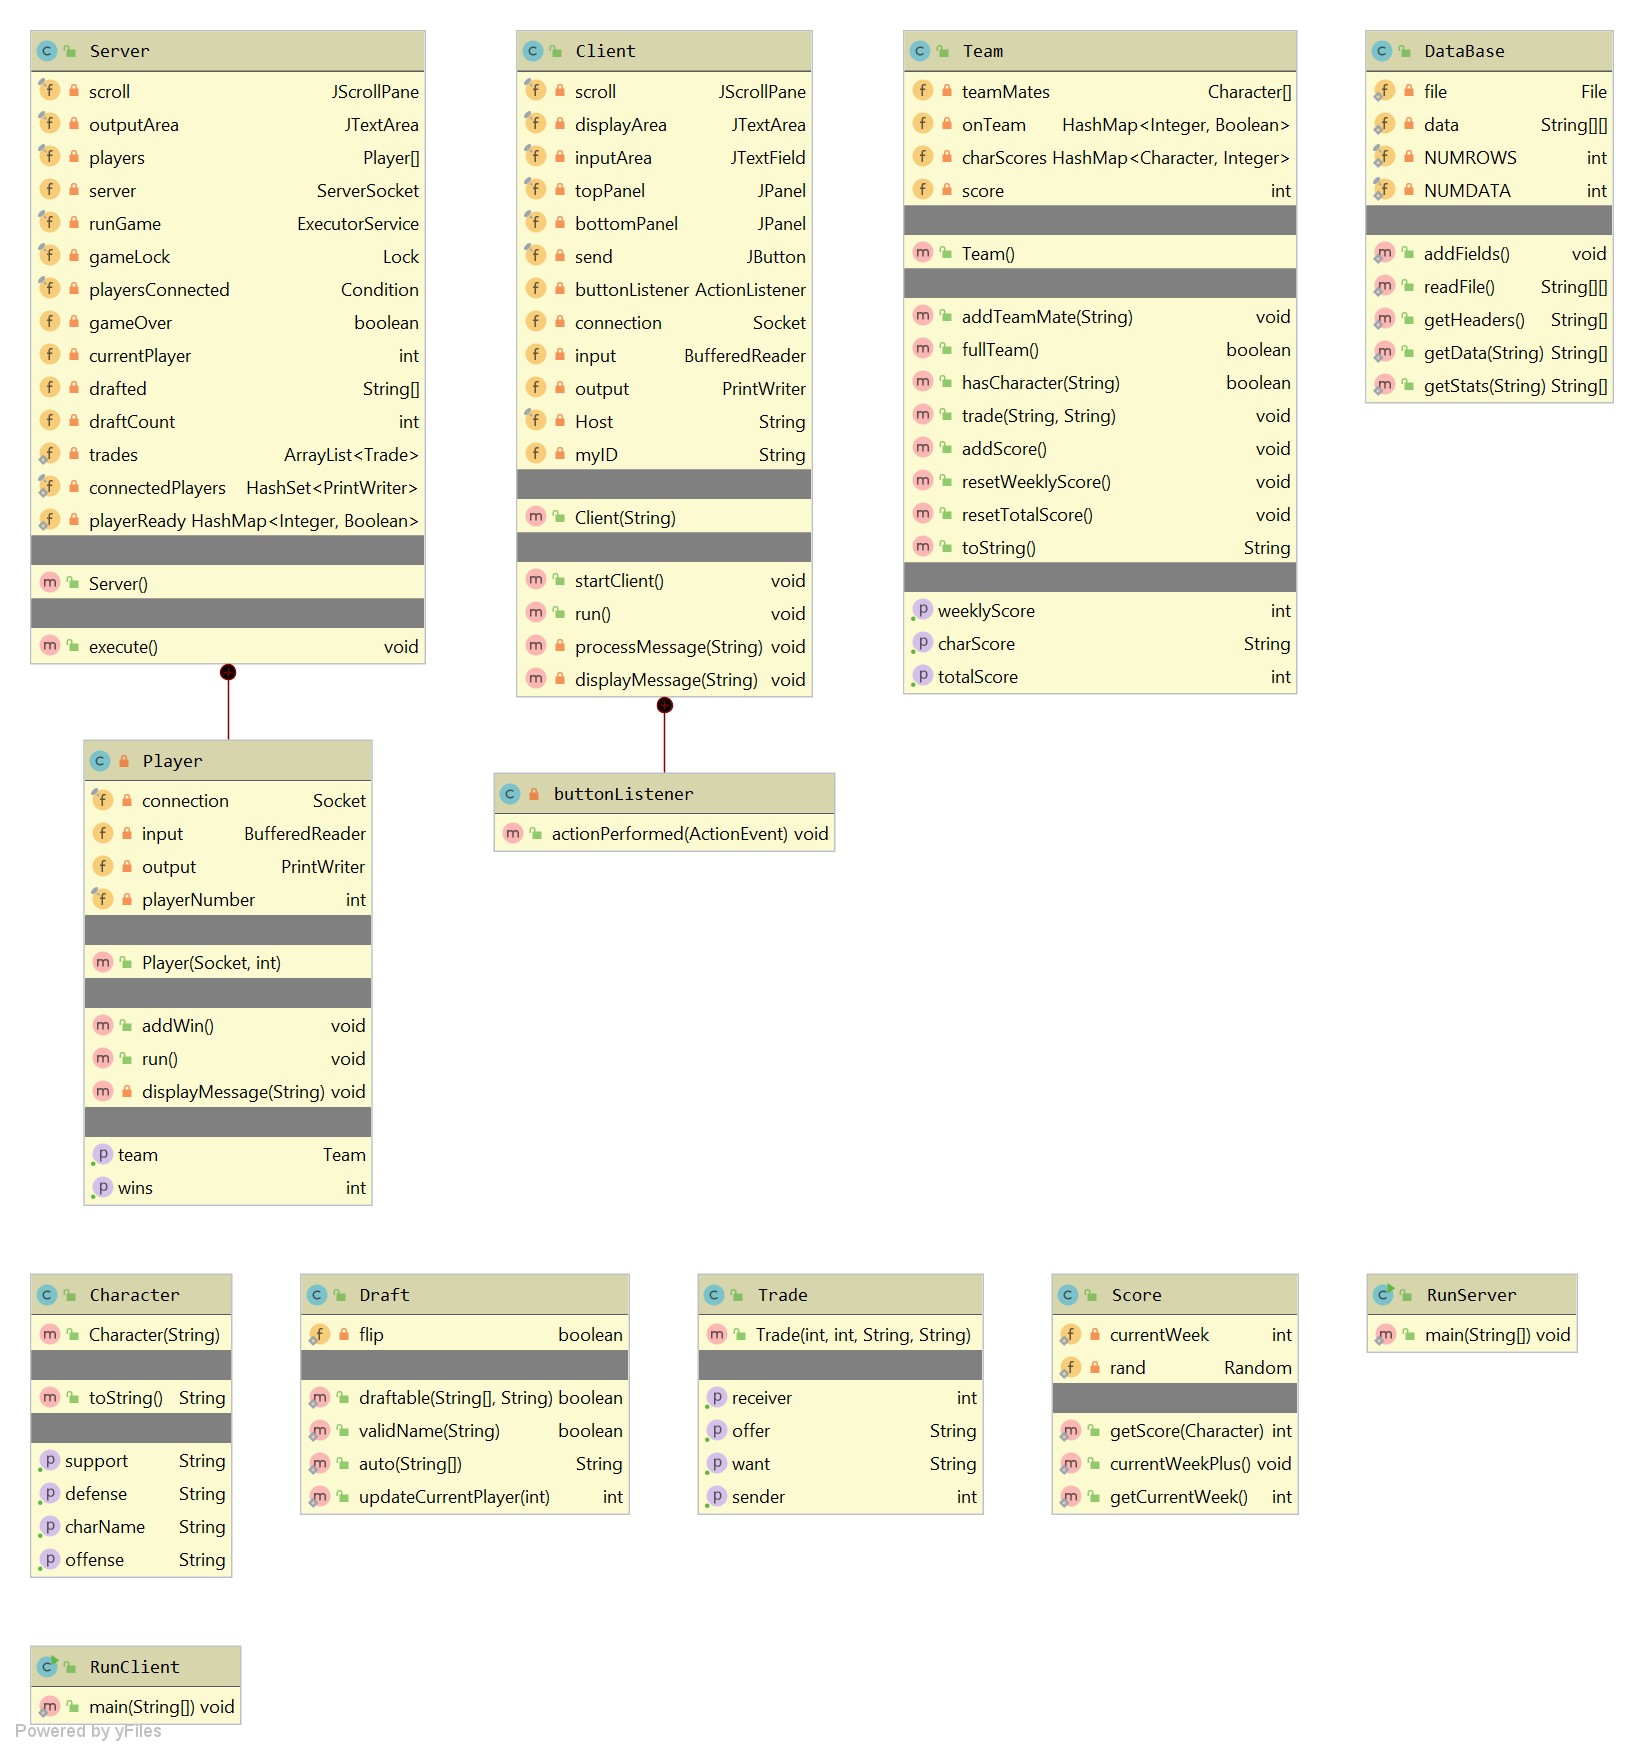 Server
scroll JScrollPane
outputArea JTextArea
players Player[]
server ServerSocket
runGame ExecutorService
gameLock Lock
playersConnected Condition
gameOver boolean
currentPlayer int
drafted String[]
draftCount int
trades ArrayList<Trade>
connectedPlayers HashSet<PrintWriter>
playerReady HashMap<Integer, Boolean>
Server()
execute() void
Player
connection Socket
input BufferedReader
output PrintWriter
playerNumber int
Player(Socket, int)
addWin() void
run() void
displayMessage(String) void
team Team
wins int
Client
scroll JScrollPane
displayArea JTextArea
inputArea JTextField
topPanel JPanel
bottomPanel JPanel
send JButton
buttonListener ActionListener
connection Socket
input BufferedReader
output PrintWriter
Host String
myID String
Client(String)
startClient() void
run() void
processMessage(String) void
displayMessage(String) void
buttonListener
actionPerformed(ActionEvent) void
Team
teamMates Character[]
onTeam HashMap<Integer, Boolean>
charScores HashMap<Character, Integer>
score int
Team()
addTeamMate(String) void
fullTeam() boolean
hasCharacter(String) boolean
trade(String, String) void
addScore() void
resetWeeklyScore() void
resetTotalScore() void
toString() String
weeklyScore int
charScore String
totalScore int
DataBase
file File
data String[][]
NUMROWS int
NUMDATA int
addFields() void
readFile() String[][]
getHeaders() String[]
getData(String) String[]
getStats(String) String[]
Character
Character(String)
toString() String
support String
defense String
charName String
offense String
Draft
flip boolean
draftable(String[], String) boolean
validName(String) boolean
auto(String[]) String
updateCurrentPlayer(int) int
Trade
Trade(int, int, String, String)
receiver int
offer String
want String
sender int
Score
currentWeek int
rand Random
getScore(Character) int
currentWeekPlus() void
getCurrentWeek() int
RunServer
main(String[]) void
RunClient
main(String[]) void
Powered by yFiles